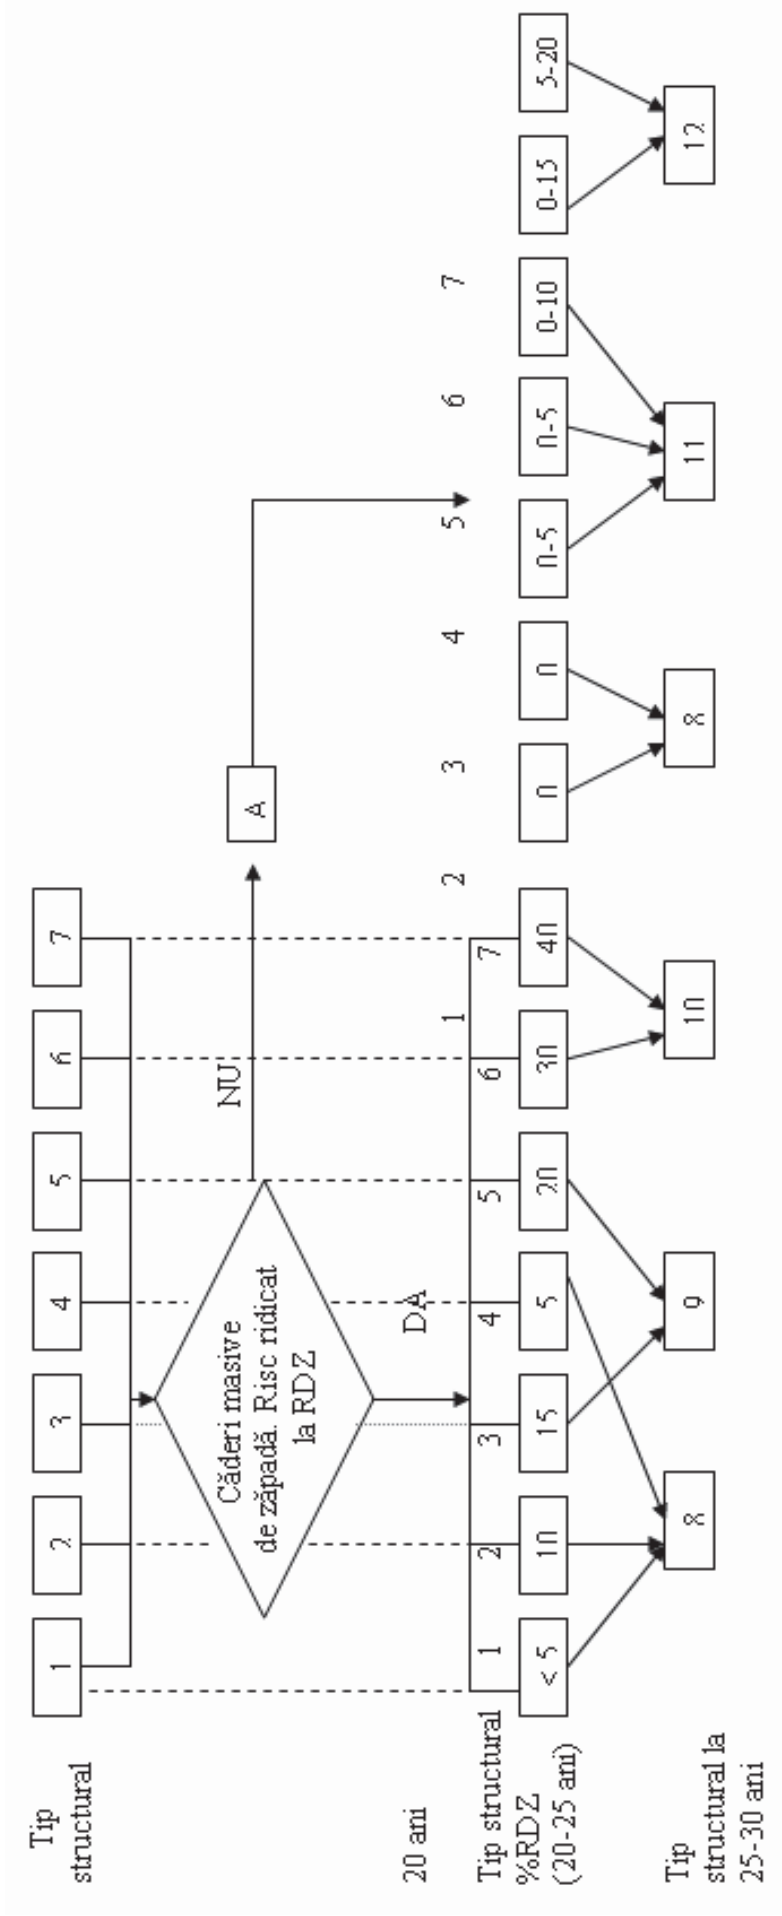 Tip
structural
1
2
3
4
5
6
7
Căderi masive
de zăpadă. Risc ridicat
la RDZ
NU
A
DA
20 ani
1
2
3
4
5
6
7
Tip structural
1
2
3
4
5
6
7
%RDZ
(20-25 ani)
< 5
10
15
5
20
30
40
0
0
0-5
0-5
0-10
0-15
5-20
Tip
structural la
25-30 ani
8
9
10
8
11
12